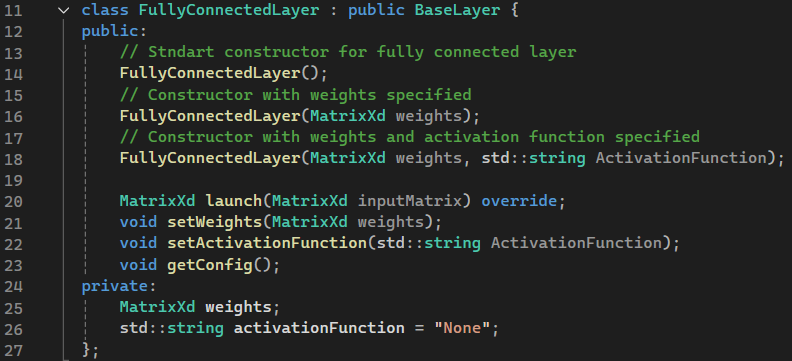 11 class FullyConnectedLayer : public BaseLayer {
12 public:
13 // Stndart constructor for fully connected layer
14 FullyConnectedLayer();
15 // Constructor with weights specified
16 FullyConnectedLayer(MatrixXd weights);
17 // Constructor with weights and activation function specified
18 FullyConnectedLayer(MatrixXd weights, std::string ActivationFunction);
19
20 MatrixXd launch(MatrixXd inputMatrix) override;
21 void setWeights(MatrixXd weights);
22 void setActivationFunction(std::string ActivationFunction);
23 void getConfig();
24 private:
25 MatrixXd weights;
26 std::string activationFunction = "None";
27 };